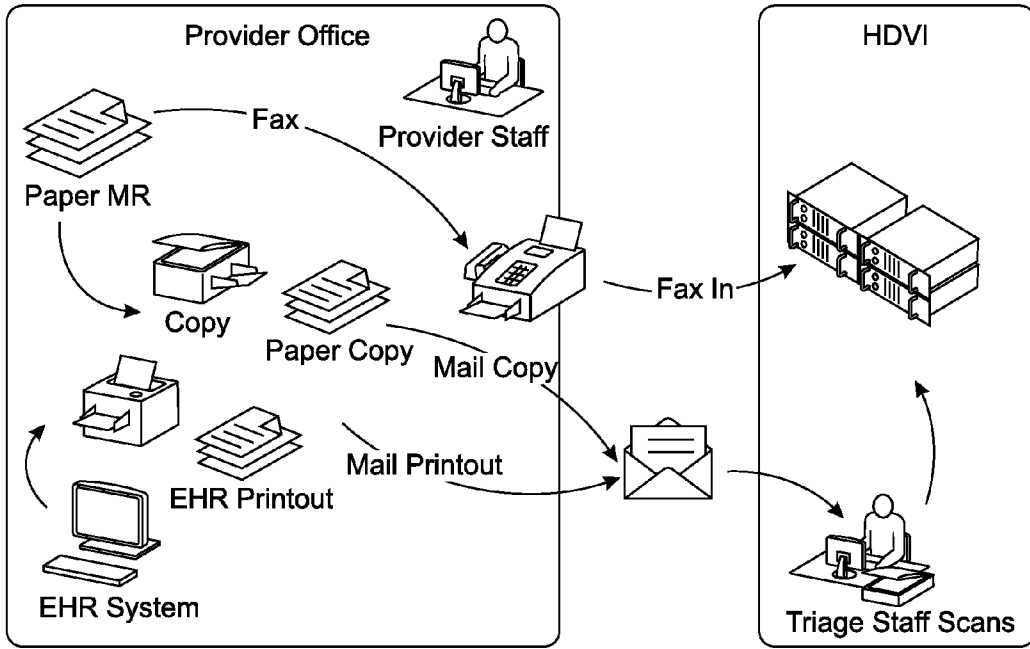 Provider Office
HDVI
Provider Staff
Fax
Paper MR
Copy
Paper Copy
Fax In
Mail Copy
EHR Printout
Mail Printout
EHR System
Triage Staff Scans